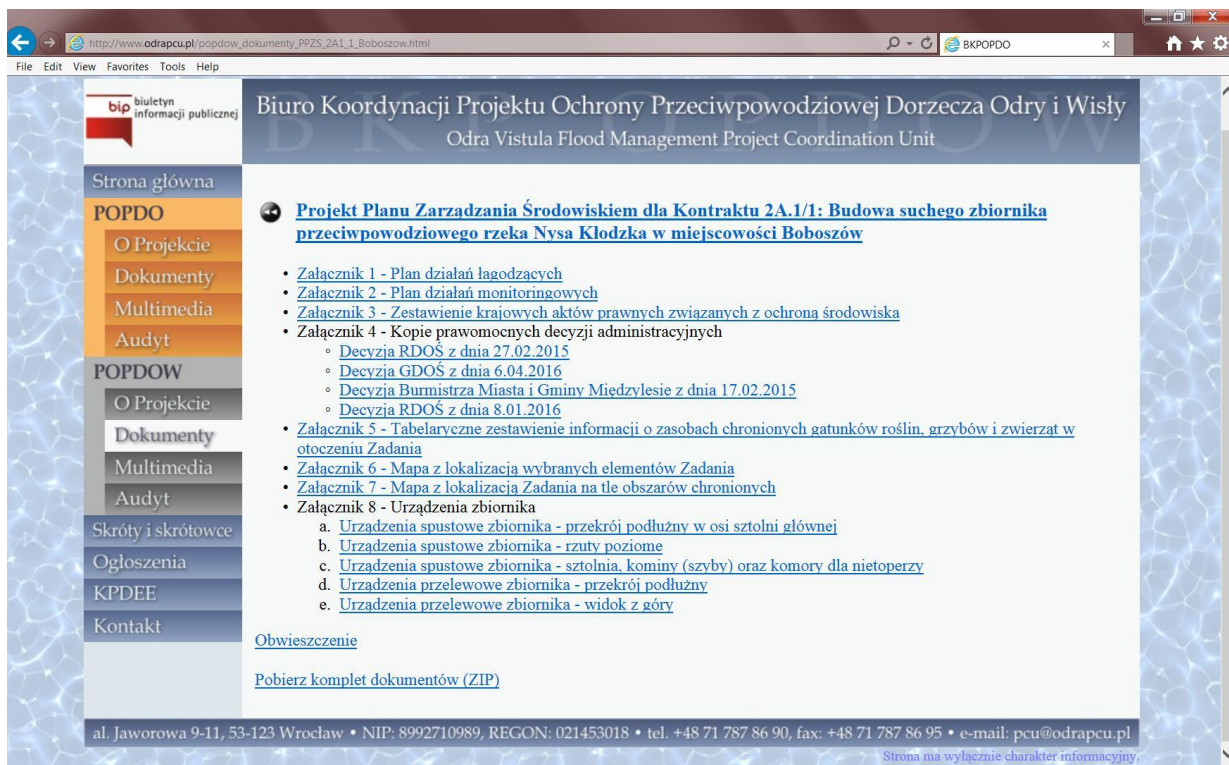 http://www.odrapcu.pl/popdow_dokumenty_PPZS_2A1_1_Boboszow.html
BKPOPDO
File Edit View Favorites Tools Help
bip biuletyn informacji publicznej
BKP OPDOW
Biuro Koordynacji Projektu Ochrony Przeciwpowodziowej Dorzecza Odry i Wisły
Odra Vistula Flood Management Project Coordination Unit
Strona główna
POPDO
O Projekcie
Dokumenty
Multimedia
Audyt
POPDOW
O Projekcie
Dokumenty
Multimedia
Audyt
Skróty i skrótowce
Ogłoszenia
KPDEE
Kontakt
Projekt Planu Zarządzania Środowiskiem dla Kontraktu 2A.1/1: Budowa suchego zbiornika
przeciwpowodziowego rzeka Nysa Kłodzka w miejscowości Boboszów
• Załącznik 1 - Plan działań łagodzących
• Załącznik 2 - Plan działań monitoringowych
• Załącznik 3 - Zestawienie krajowych aktów prawnych związanych z ochroną środowiska
• Załącznik 4 - Kopie prawomocnych decyzji administracyjnych
◦ Decyzja RDOŚ z dnia 27.02.2015
◦ Decyzja GDOŚ z dnia 6.04.2016
◦ Decyzja Burmistrza Miasta i Gminy Międzylesie z dnia 17.02.2015
◦ Decyzja RDOŚ z dnia 8.01.2016
• Załącznik 5 - Tabelaryczne zestawienie informacji o zasobach chronionych gatunków roślin, grzybów i zwierząt w
otoczeniu Zadania
• Załącznik 6 - Mapa z lokalizacją wybranych elementów Zadania
• Załącznik 7 - Mapa z lokalizacją Zadania na tle obszarów chronionych
• Załącznik 8 - Urządzenia zbiornika
a. Urządzenia spustowe zbiornika - przekrój podłużny w osi sztolni głównej
b. Urządzenia spustowe zbiornika - rzuty poziome
c. Urządzenia spustowe zbiornika - sztolnia, kominy (szyby) oraz komory dla nietoperzy
d. Urządzenia przelewowe zbiornika - przekrój podłużny
e. Urządzenia przelewowe zbiornika - widok z góry
Obwieszczenie
Pobierz komplet dokumentów (ZIP)
al. Jaworowa 9-11, 53-123 Wrocław • NIP: 8992710989, REGON: 021453018 • tel. +48 71 787 86 90, fax: +48 71 787 86 95 • e-mail: pcu@odrapcu.pl
Strona ma wyłącznie charakter informacyjny.